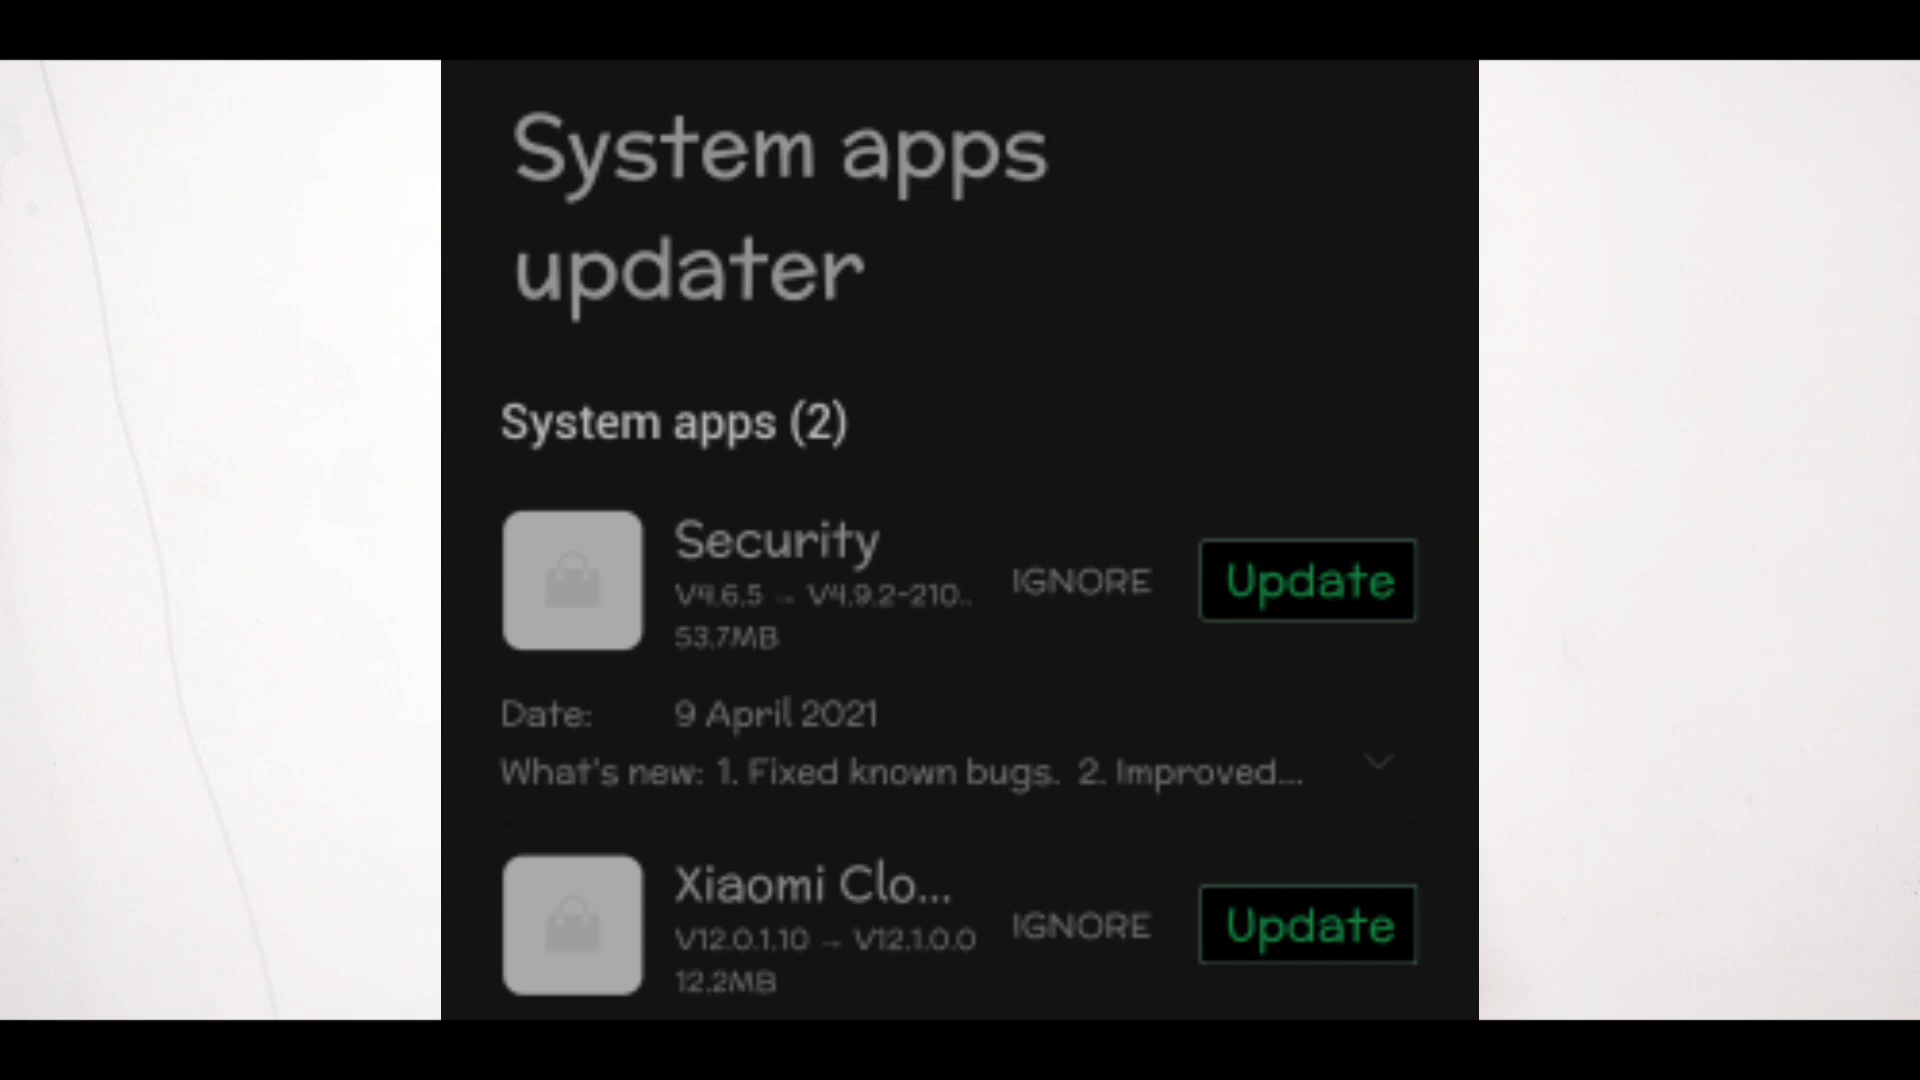 System apps
updater
System apps (2)
Security
V4.6.5 → V4.9.2-210..
53.7MB
IGNORE
Update
Date: 9 April 2021
What's new: 1. Fixed known bugs. 2. Improved...
Xiaomi Clo...
V12.0.1.10 → V12.1.0.0
12.2MB
IGNORE
Update